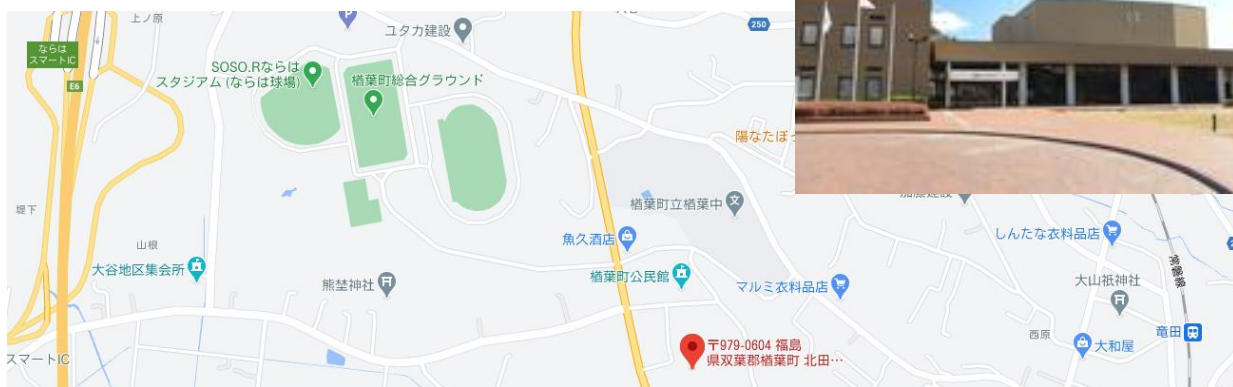 上ノ原
ユタカ建設
250
ならは
スマートIC
E6
SOSO.Rならは
スタジアム (ならは球場)
楢葉町総合グラウンド
陽なたぼっ
堤下
山根
楢葉町立楢葉中
魚久酒店
しんたな衣料品店
大谷地区集会所
熊埜神社
楢葉町公民館
マルミ衣料品店
大山祇神社
常磐線
西原
竜田
大和屋
スマートIC
〒979-0604 福島
県双葉郡楢葉町 北田…